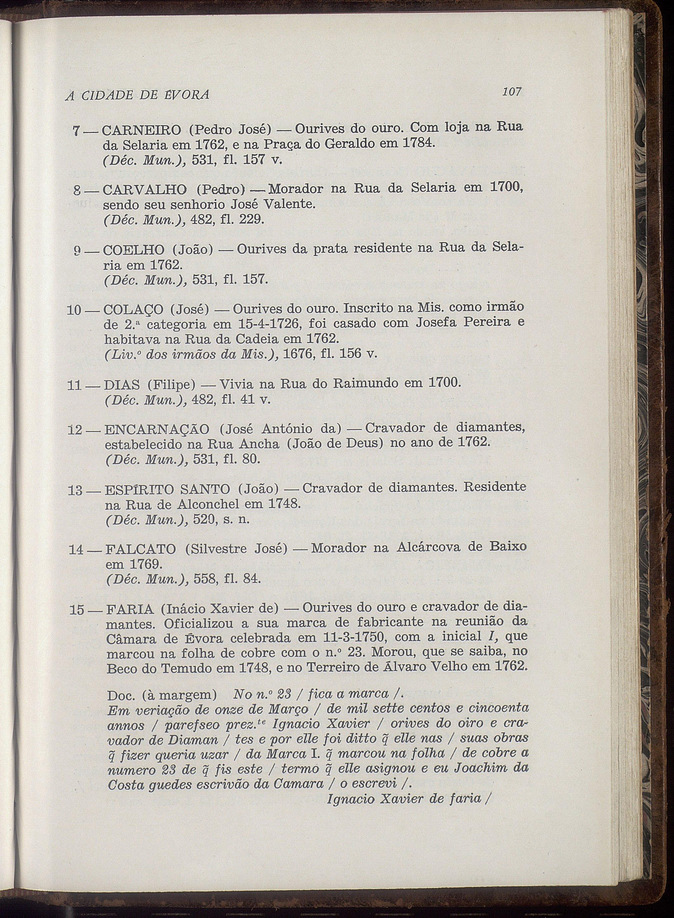 A CIDADE DE ÉVORA 107
7 — CARNEIRO (Pedro José) — Ourives do ouro. Com loja na Rua
da Selaria em 1762, e na Praça do Geraldo em 1784.
(Déc. Mun.), 531, fl. 157 v.
8 — CARVALHO (Pedro) — Morador na Rua da Selaria em 1700,
sendo seu senhorio José Valente.
(Déc. Mun.), 482, fl. 229.
9 — COELHO (João) — Ourives da prata residente na Rua da Sela-
ria em 1762.
(Déc. Mun.), 531, fl. 157.
10 — COLAÇO (José) — Ourives do ouro. Inscrito na Mis. como irmão
de 2.ª categoria em 15-4-1726, foi casado com Josefa Pereira e
habitava na Rua da Cadeia em 1762.
(Liv.º dos irmãos da Mis.), 1676, fl. 156 v.
11 — DIAS (Filipe) — Vivia na Rua do Raimundo em 1700.
(Déc. Mun.), 482, fl. 41 v.
12 — ENCARNAÇÃO (José António da) — Cravador de diamantes,
estabelecido na Rua Ancha (João de Deus) no ano de 1762.
(Déc. Mun.), 531, fl. 80.
13 — ESPÍRITO SANTO (João) — Cravador de diamantes. Residente
na Rua de Alconchel em 1748.
(Déc. Mun.), 520, s. n.
14 — FALCATO (Silvestre José) — Morador na Alcárcova de Baixo
em 1769.
(Déc. Mun.), 558, fl. 84.
15 — FARIA (Inácio Xavier de) — Ourives do ouro e cravador de dia-
mantes. Oficializou a sua marca de fabricante na reunião da
Câmara de Évora celebrada em 11-3-1750, com a inicial I, que
marcou na folha de cobre com o n.º 23. Morou, que se saiba, no
Beco do Temudo em 1748, e no Terreiro de Álvaro Velho em 1762.
Doc. (à margem) No n.º 23 / fica a marca /.
Em veriação de onze de Março / de mil sette centos e cincoenta
annos / parefseo prez.te Ignacio Xavier / orives do oiro e cra-
vador de Diaman / tes e por elle foi ditto q̃ elle nas / suas obras
q̃ fizer queria uzar / da Marca I. q̃ marcou na folha / de cobre a
numero 23 de q̃ fis este / termo q̃ elle asignou e eu Joachim da
Costa guedes escrivão da Camara / o escrevi /.
Ignacio Xavier de faria /